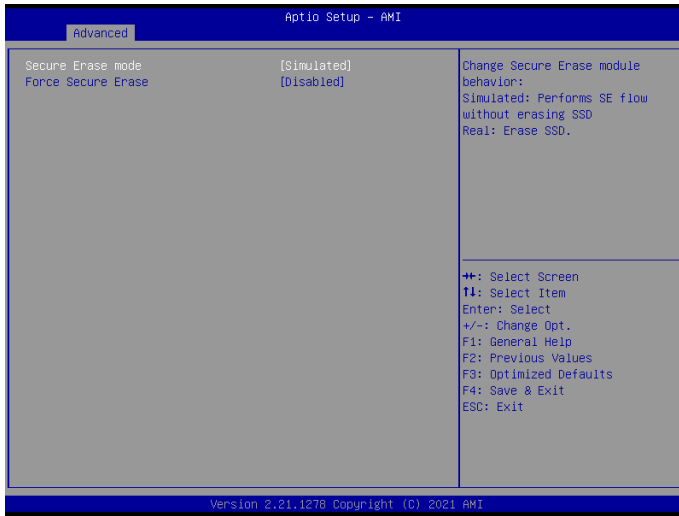 Aptio Setup – AMI
Advanced
Secure Erase mode [Simulated]
Force Secure Erase [Disabled]
Change Secure Erase module
behavior:
Simulated: Performs SE flow
without erasing SSD
Real: Erase SSD.
→←: Select Screen
↑↓: Select Item
Enter: Select
+/-: Change Opt.
F1: General Help
F2: Previous Values
F3: Optimized Defaults
F4: Save & Exit
ESC: Exit
Version 2.21.1278 Copyright (C) 2021 AMI